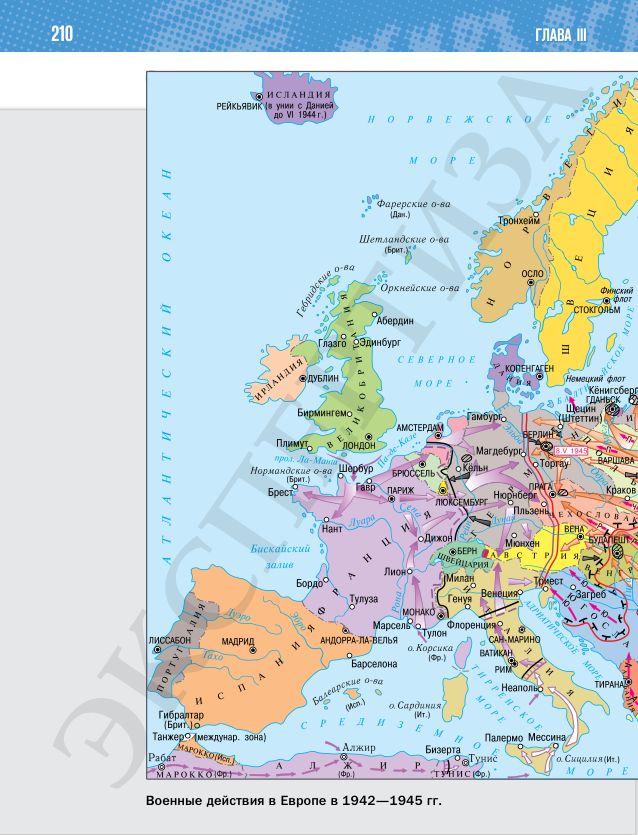 210
ГЛАВА III
ИСЛАНДИЯ
РЕЙКЬЯВИК
(в унии с Данией
до VI 1944 г.)
НОРВЕЖСКОЕ
МОРЕ
АТЛАНТИЧЕСКИЙ ОКЕАН
Фарерские о-ва
(Дан.)
Шетландские о-ва
(Брит.)
Гебридские о-ва
Оркнейские о-ва
Тронхейм
НОРВЕГИЯ
ШВЕЦИЯ
ОСЛО
Финский
флот
СТОКГОЛЬМ
Абердин
Глазго
Эдинбург
ВЕЛИКОБРИТАНИЯ
ИРЛАНДИЯ
ДУБЛИН
СЕВЕРНОЕ
МОРЕ
КОПЕНГАГЕН
ДАНИЯ
Немецкий флот
Кёнигсберг
ГДАНЬСК
Щецин
(Штеттин)
Бирмингем
Плимут
ЛОНДОН
АМСТЕРДАМ
Гамбург
Эльба
БЕРЛИН
8.V.1945
ВАРШАВА
Магдебург
Торгау
прол. Ла-Манш
Па-де-Кале
Нормандские о-ва
(Брит.)
Шербур
Гавр
БРЮССЕЛЬ
Кёльн
ЛЮКСЕМБУРГ
Брест
ПАРИЖ
Сена
Нюрнберг
ПРАГА
Краков
Пльзень
ЧЕХОСЛОВАК
ГЕРМ
Нант
Луара
Дижон
Дунай
Мюнхен
ВЕНА
БУДАПЕШТ
Бискайский
залив
ФРАНЦИЯ
БЕРН
ШВЕЙЦАРИЯ
АВСТРИЯ
Бордо
Лион
Рона
Милан
Генуя
Венеция
Триест
Загреб
ЮГОС
Тулуза
МОНАКО
Марсель
Тулон
Флоренция
САН-МАРИНО
АДРИАТИЧЕСКОЕ МОРЕ
ПОРТУГАЛИЯ
ЛИССАБОН
Дуэро
Эбро
Тахо
МАДРИД
ИСПАНИЯ
АНДОРРА-ЛА-ВЕЛЬЯ
Барселона
о. Корсика
(Фр.)
ВАТИКАН
РИМ
ИТАЛИЯ
Неаполь
ТИРАНА
АЛБАНИЯ
Балеарские о-ва
(Исп.)
о. Сардиния
(Ит.)
ТИРРЕНСКОЕ МОРЕ
Гибралтар
(Брит.)
Танжер
(междунар. зона)
СРЕДИЗЕМНОЕ
МОРЕ
Палермо
Мессина
о. Сицилия (Ит.)
МАРОККО (Исп.)
Рабат
МАРОККО (Фр.)
Алжир
АЛЖИР
(Фр.)
Бизерта
Тунис
ТУНИС (Фр.)
Военные действия в Европе в 1942—1945 гг.
ЭКСПЕРТИЗА